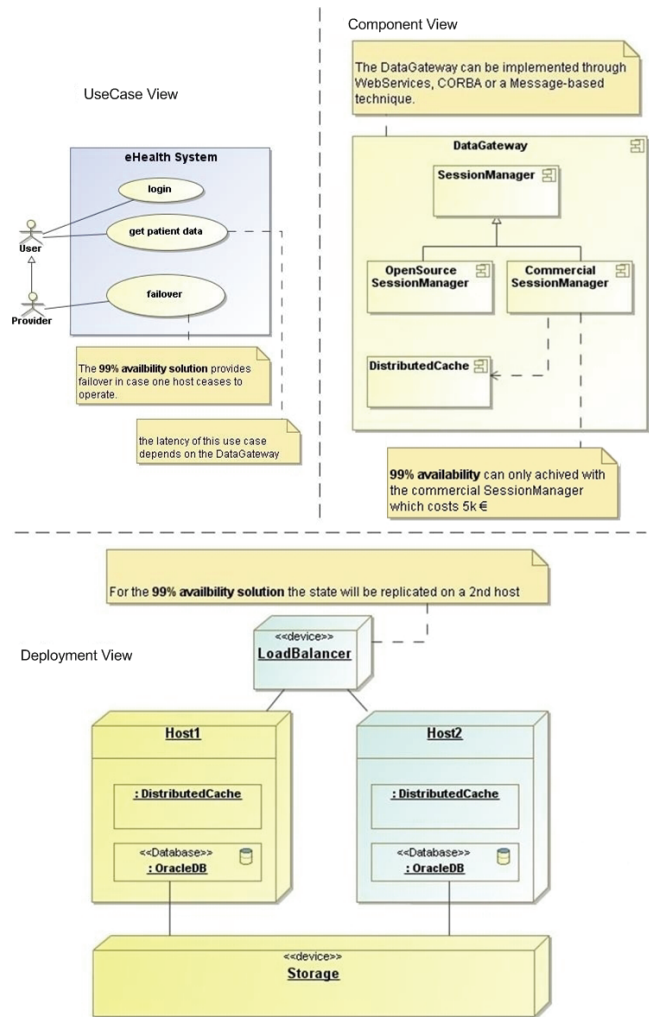 Component View
The DataGateway can be implemented through
WebServices, CORBA or a Message-based
technique.
UseCase View
eHealth System
login
get patient data
failover
User
Provider
The 99% availbility solution provides
failover in case one host ceases to
operate.
the latency of this use case
depends on the DataGateway
DataGateway
SessionManager
OpenSource
SessionManager
Commercial
SessionManager
DistributedCache
99% availability can only achived with
the commercial SessionManager
which costs 5k €
For the 99% availbility solution the state will be replicated on a 2nd host
Deployment View
<<device>>
LoadBalancer
Host1
: DistributedCache
<<Database>>
: OracleDB
Host2
: DistributedCache
<<Database>>
: OracleDB
<<device>>
Storage